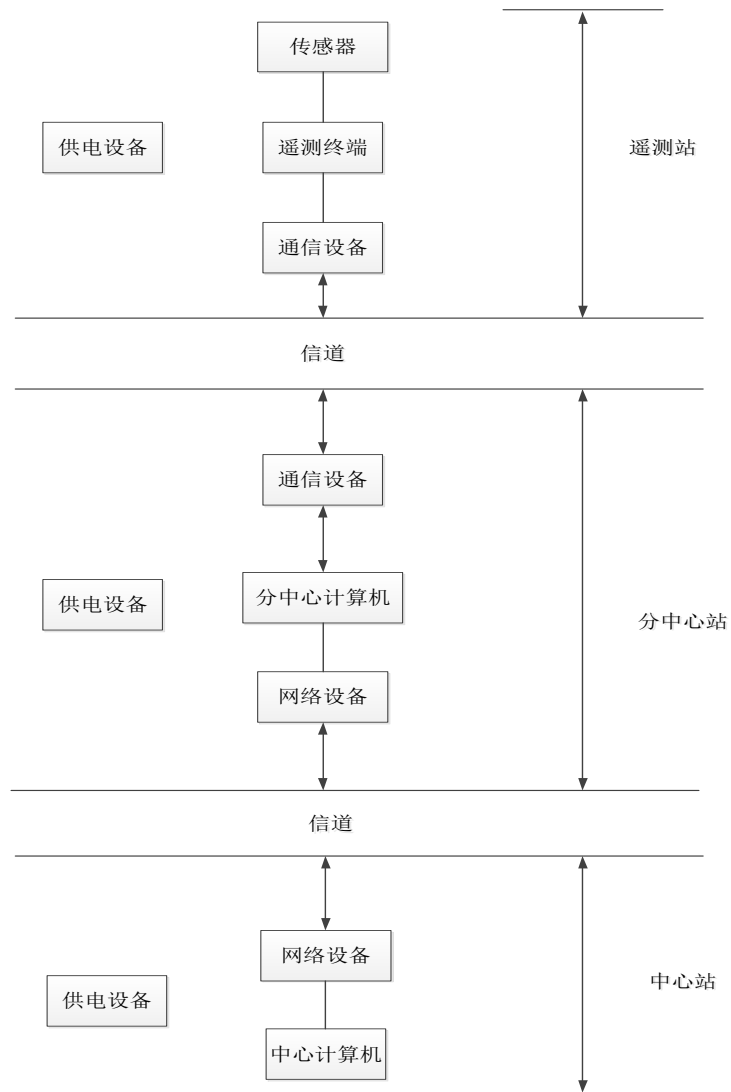 传感器
供电设备
遥测终端
遥测站
通信设备
信道
通信设备
供电设备
分中心计算机
分中心站
网络设备
信道
网络设备
供电设备
中心站
中心计算机